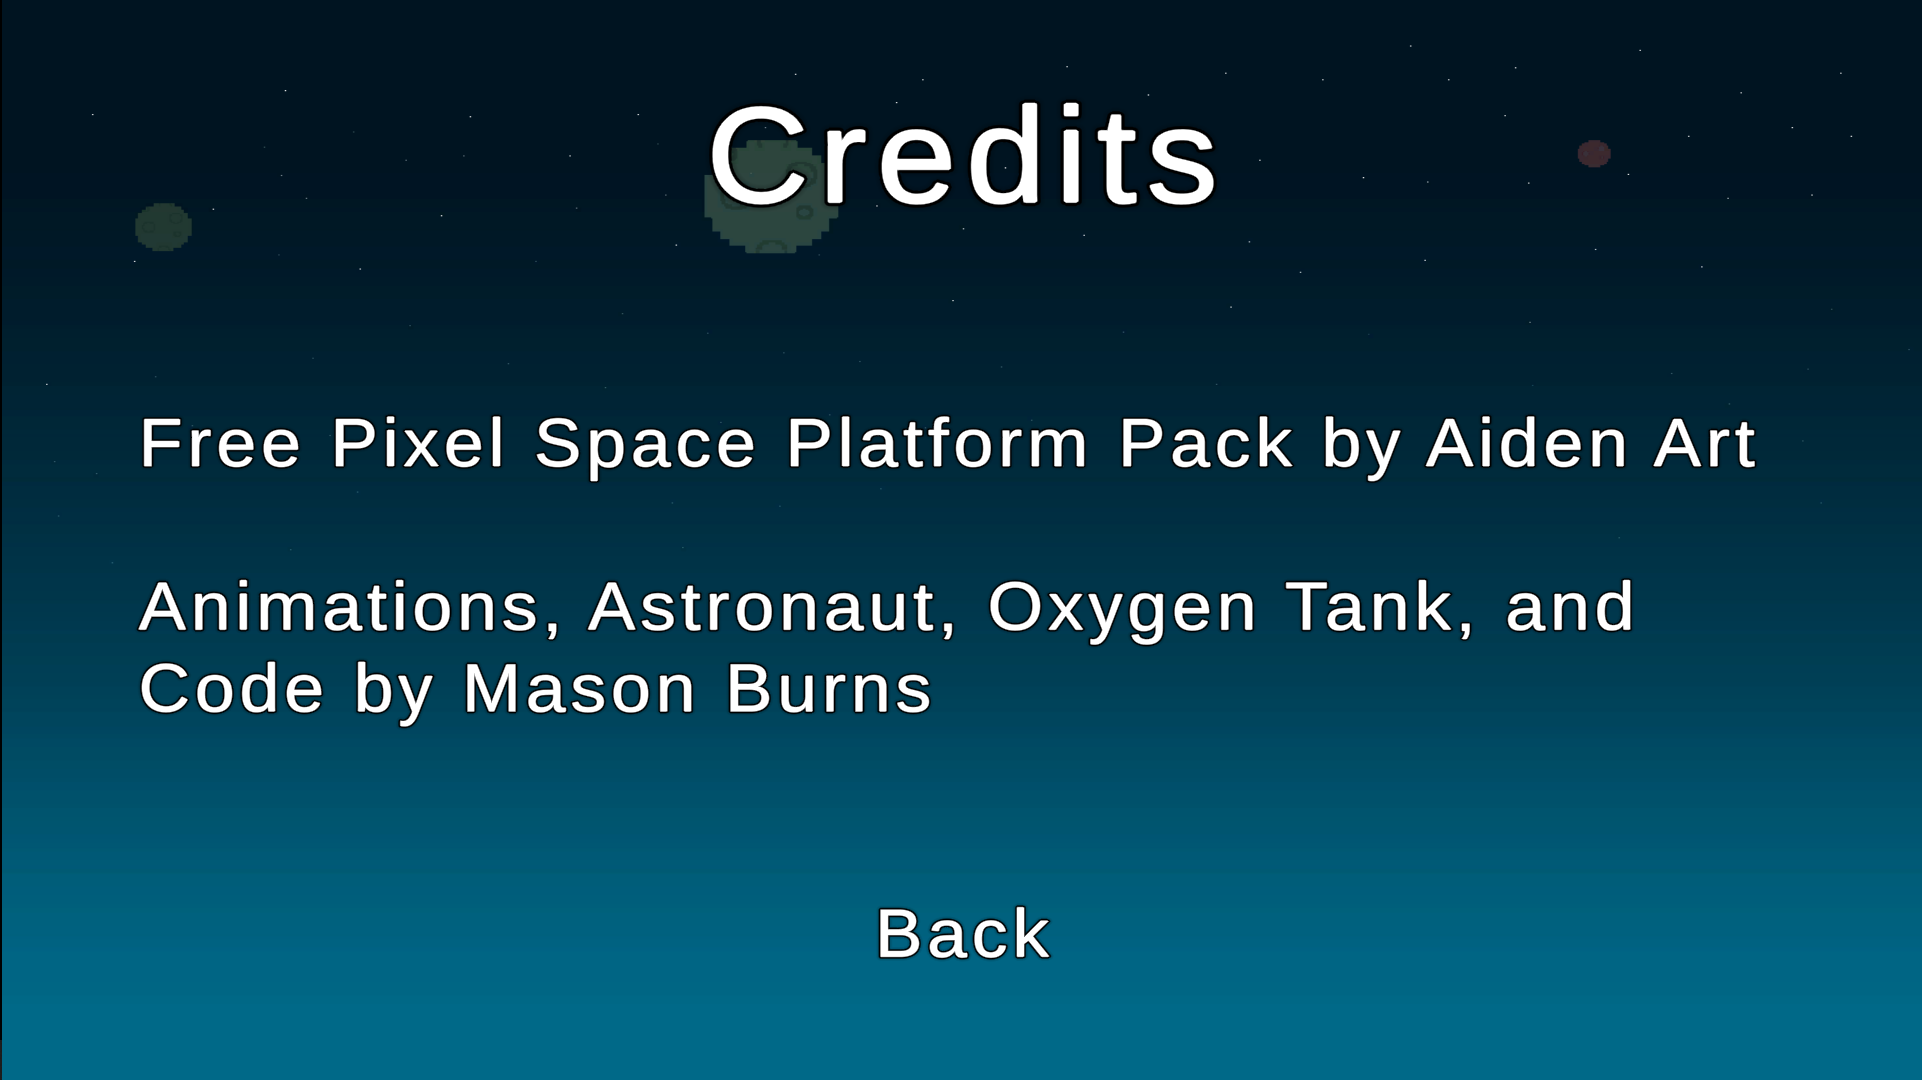 Credits
Free Pixel Space Platform Pack by Aiden Art
Animations, Astronaut, Oxygen Tank, and
Code by Mason Burns
Back